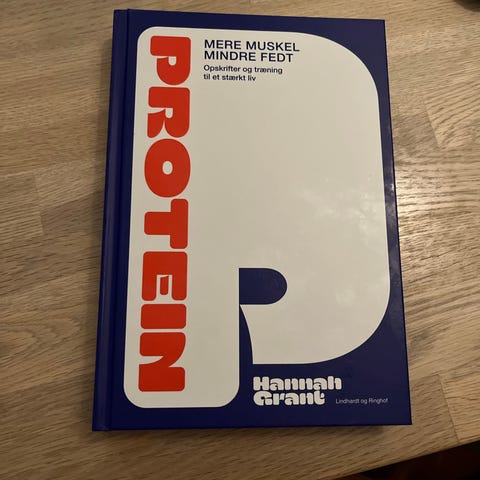 PROTEIN
MERE MUSKEL
MINDRE FEDT
Opskrifter og træning
til et stærkt liv
Hannah
Grant
Lindhardt og Ringhof